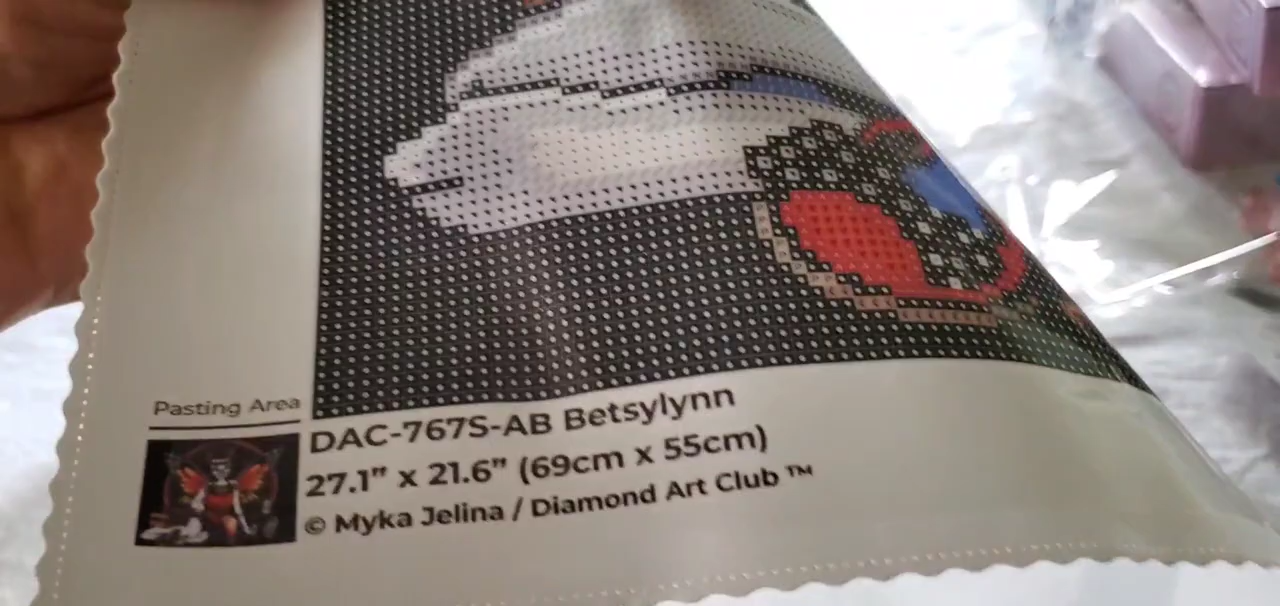 Pasting Area
DAC-767S-AB Betsylynn
27.1" x 21.6" (69cm x 55cm)
© Myka Jelina / Diamond Art Club ™